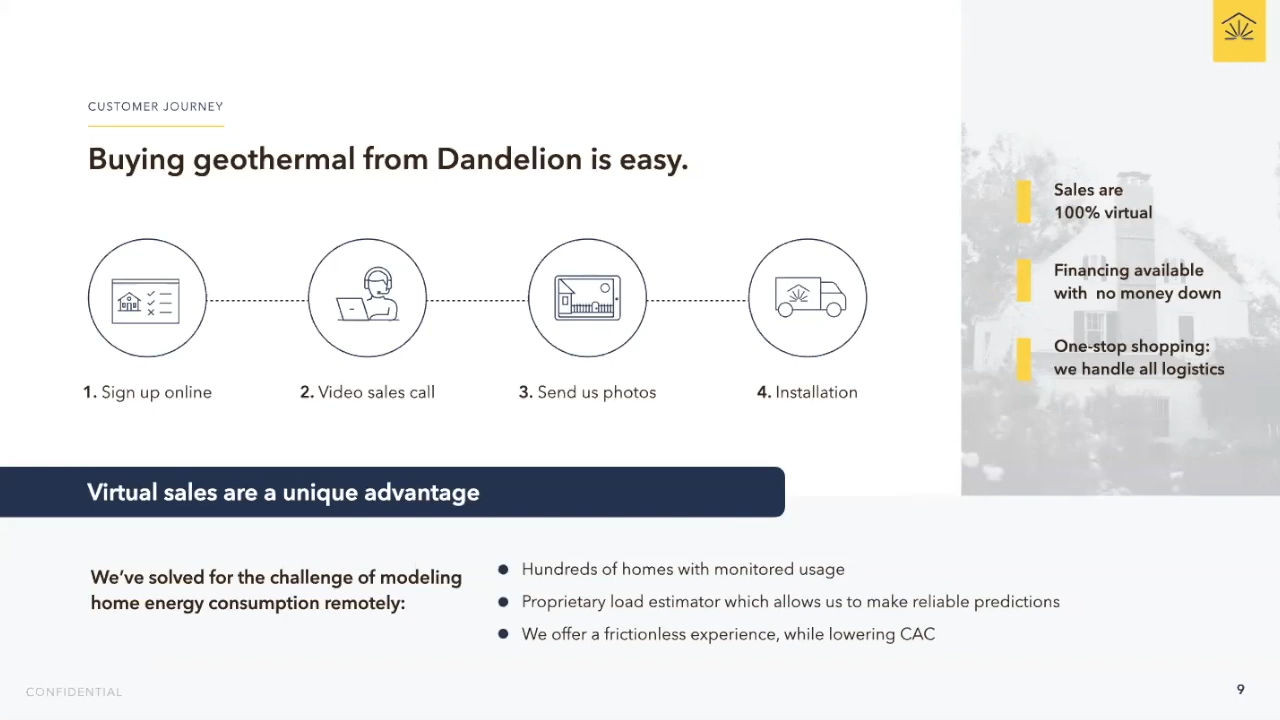 CUSTOMER JOURNEY
Buying geothermal from Dandelion is easy.
1. Sign up online
2. Video sales call
3. Send us photos
4. Installation
Sales are
100% virtual
Financing available
with no money down
One-stop shopping:
we handle all logistics
Virtual sales are a unique advantage
We've solved for the challenge of modeling
home energy consumption remotely:
Hundreds of homes with monitored usage
Proprietary load estimator which allows us to make reliable predictions
We offer a frictionless experience, while lowering CAC
CONFIDENTIAL
9